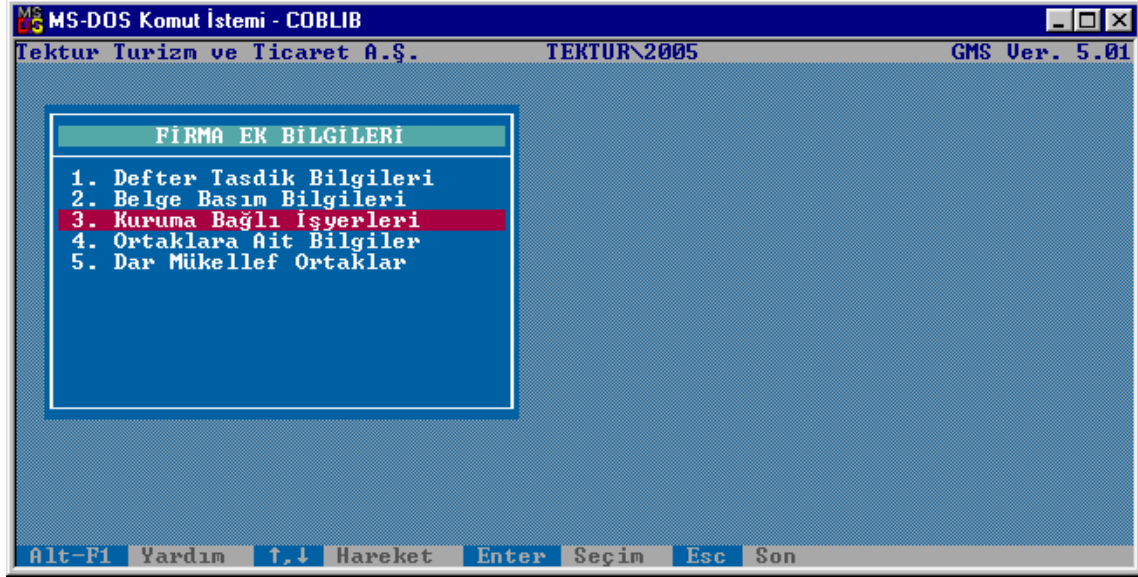 MS-DOS Komut İstemi - COBLIB
Tektur Turizm ve Ticaret A.Ş. TEKTUR\2005 GMS Ver. 5.01
FİRMA EK BİLGİLERİ
1. Defter Tasdik Bilgileri
2. Belge Basım Bilgileri
3. Kuruma Bağlı İşyerleri
4. Ortaklara Ait Bilgiler
5. Dar Mükellef Ortaklar
Alt-F1 Yardım ↑,↓ Hareket Enter Seçim Esc Son